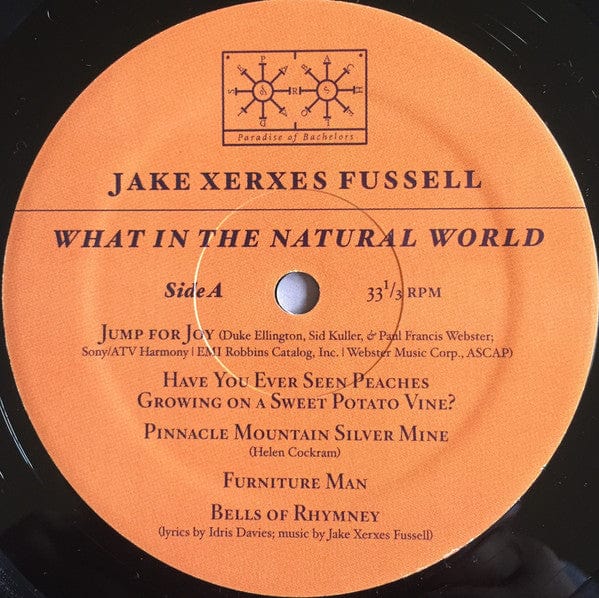 Paradise of Bachelors
JAKE XERXES FUSSELL
WHAT IN THE NATURAL WORLD
Side A 33 1/3 RPM
JUMP FOR JOY (Duke Ellington, Sid Kuller, & Paul Francis Webster;
Sony/ATV Harmony | EMI Robbins Catalog, Inc. | Webster Music Corp., ASCAP)
HAVE YOU EVER SEEN PEACHES
GROWING ON A SWEET POTATO VINE?
PINNACLE MOUNTAIN SILVER MINE
(Helen Cockram)
FURNITURE MAN
BELLS OF RHYMNEY
(lyrics by Idris Davies; music by Jake Xerxes Fussell)